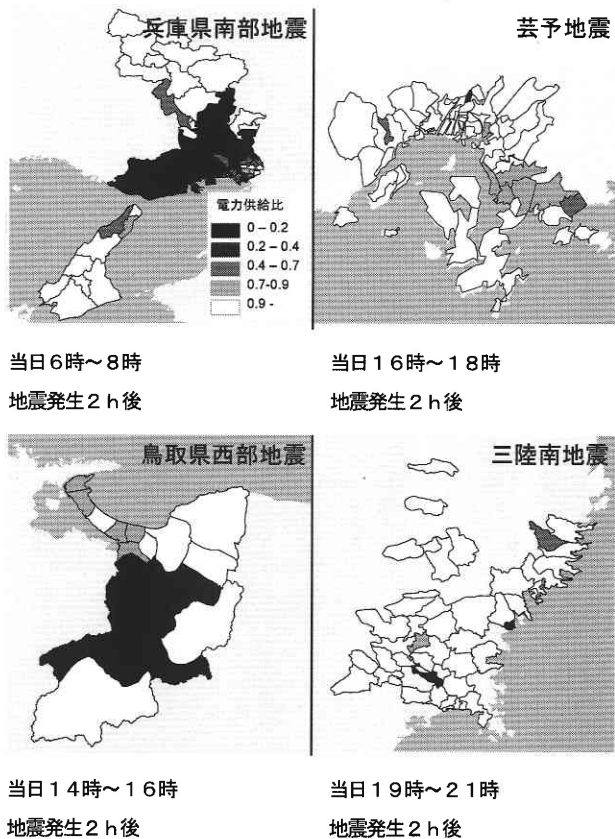 兵庫県南部地震
芸予地震
電力供給比
0 – 0.2
0.2 – 0.4
0.4 – 0.7
0.7-0.9
0.9 -
当日6時～8時
地震発生2ｈ後
当日16時～18時
地震発生2ｈ後
鳥取県西部地震
三陸南地震
当日14時～16時
地震発生2ｈ後
当日19時～21時
地震発生2ｈ後